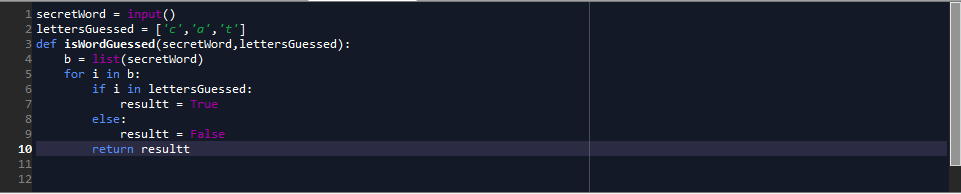 1 secretWord = input()
2 lettersGuessed = ['c','a','t']
3 def isWordGuessed(secretWord,lettersGuessed):
4     b = list(secretWord)
5     for i in b:
6         if i in lettersGuessed:
7             resultt = True
8         else:
9             resultt = False
10         return resultt
11
12